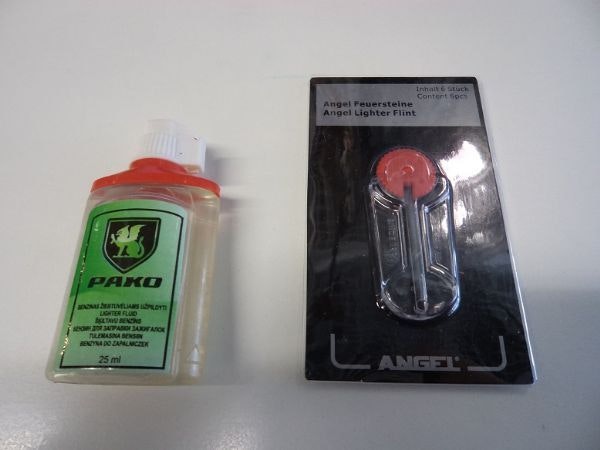 PAKO
BENZINAS ŽIEBTUVĖLIAMS UŽPILDYTI
LIGHTER FLUID
ŠĶILTAVU BENZĪNS
БЕНЗИН ДЛЯ ЗАПРАВКИ ЗАЖИГАЛОК
TULEMASINA BENSIIN
BENZYNA DO ZAPALNICZEK
25 ml
Inhalt 6 Stück
Content 6pcs
Angel Feuersteine
Angel Lighter Flint
ANGEL®